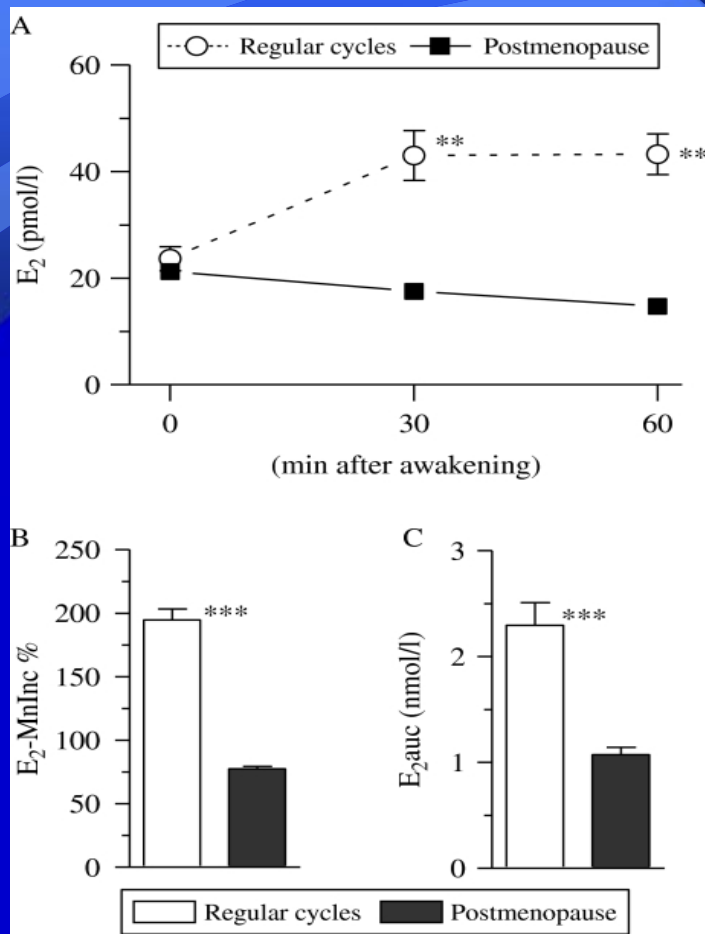 A
Regular cycles Postmenopause
60
40
20
0
E₂ (pmol/l)
**
**
0 30 60
(min after awakening)
B
250
200
150
100
50
0
E₂-MnInc %
***
C
3
2
1
0
E₂auc (nmol/l)
***
Regular cycles Postmenopause